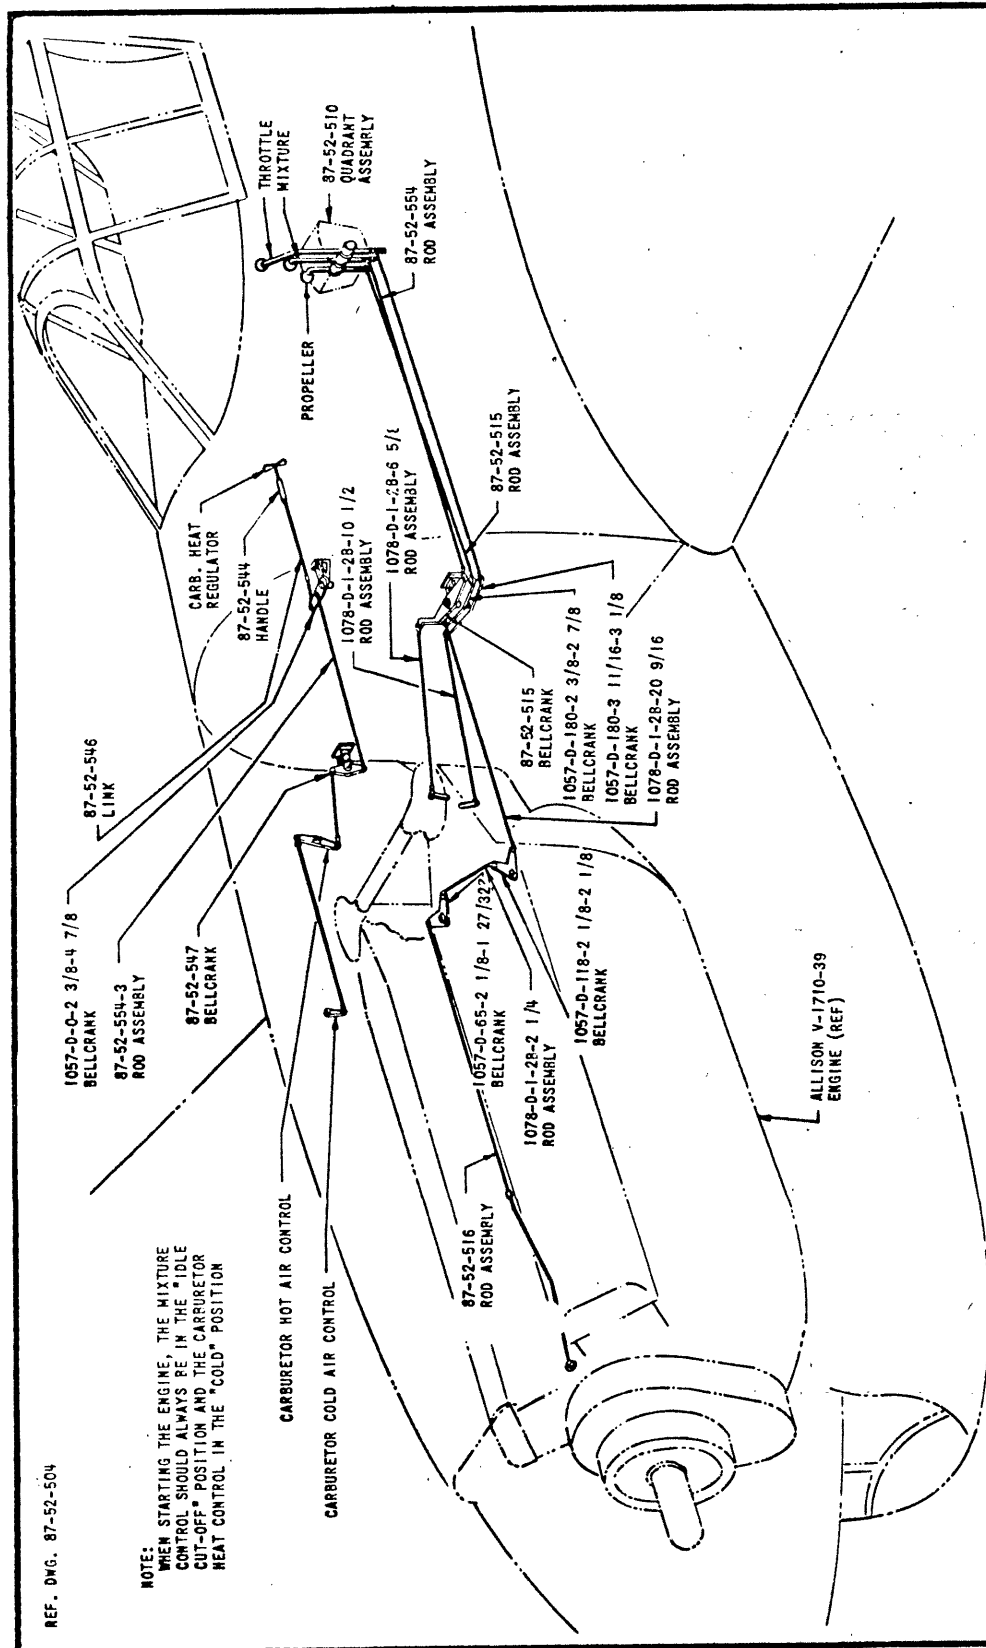 REF. DWG. 87-52-504
NOTE:
WHEN STARTING THE ENGINE, THE MIXTURE
CONTROL SHOULD ALWAYS BE IN THE "IDLE
CUT-OFF" POSITION AND THE CARBURETOR
HEAT CONTROL IN THE "COLD" POSITION
CARBURETOR HOT AIR CONTROL
CARBURETOR COLD AIR CONTROL
1057-D-0-2 3/8-4 7/8
BELLCRANK
87-52-554-3
ROD ASSEMBLY
87-52-547
BELLCRANK
87-52-546
LINK
CARB. HEAT
REGULATOR
87-52-544
HANDLE
PROPELLER
THROTTLE
MIXTURE
87-52-510
QUADRANT
ASSEMBLY
87-52-554
ROD ASSEMBLY
1078-D-1-28-10 1/2
ROD ASSEMBLY
1078-D-1-28-6 5/
ROD ASSEMBLY
87-52-515
ROD ASSEMBLY
87-52-515
BELLCRANK
1057-D-180-2 3/8-2 7/8
BELLCRANK
1057-D-180-3 11/16-3 1/8
BELLCRANK
1078-D-1-28-20 9/16
ROD ASSEMBLY
87-52-516
ROD ASSEMBLY
1057-D-65-2 1/8-1 27/32
BELLCRANK
1078-D-1-28-2 1/4
ROD ASSEMBLY
1057-D-118-2 1/8-2 1/8
BELLCRANK
ALLISON V-1710-39
ENGINE (REF)